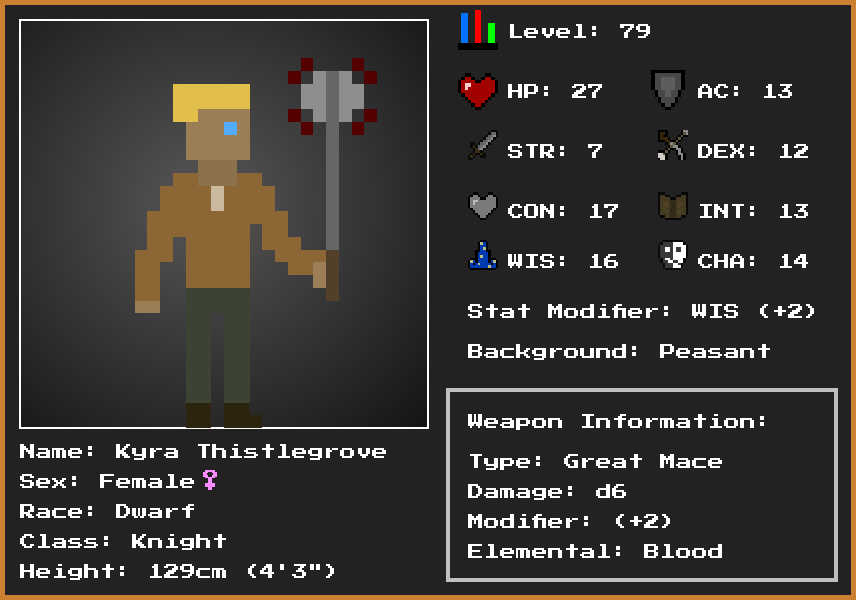 Level: 79
HP: 27 AC: 13
STR: 7 DEX: 12
CON: 17 INT: 13
WIS: 16 CHA: 14
Stat Modifier: WIS (+2)
Background: Peasant
Weapon Information:
Type: Great Mace
Damage: d6
Modifier: (+2)
Elemental: Blood
Name: Kyra Thistlegrove
Sex: Female♀
Race: Dwarf
Class: Knight
Height: 129cm (4'3")